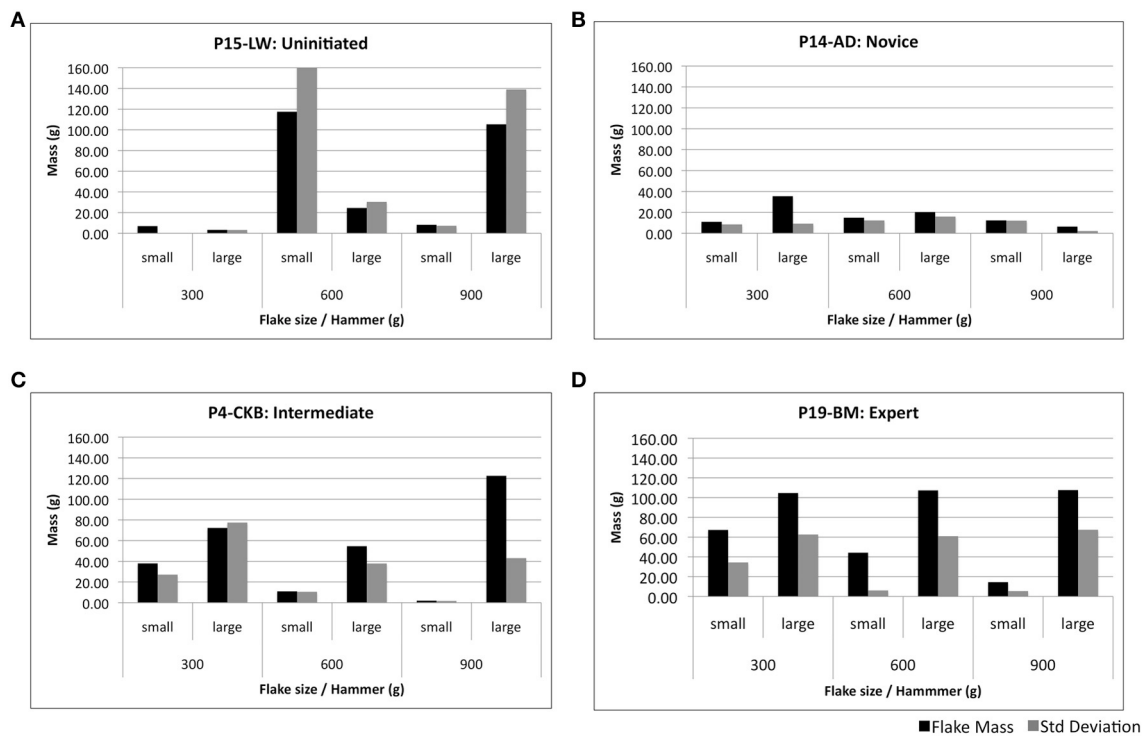 A
P15-LW: Uninitiated
160.00
140.00
120.00
100.00
80.00
60.00
40.00
20.00
0.00
Mass (g)
small large small large small large
300 600 900
Flake size / Hammer (g)
B
P14-AD: Novice
160.00
140.00
120.00
100.00
80.00
60.00
40.00
20.00
0.00
Mass (g)
small large small large small large
300 600 900
Flake size / Hammer (g)
C
P4-CKB: Intermediate
160.00
140.00
120.00
100.00
80.00
60.00
40.00
20.00
0.00
Mass (g)
small large small large small large
300 600 900
Flake size / Hammer (g)
D
P19-BM: Expert
160.00
140.00
120.00
100.00
80.00
60.00
40.00
20.00
0.00
Mass (g)
small large small large small large
300 600 900
Flake size / Hammmer (g)
Flake Mass Std Deviation